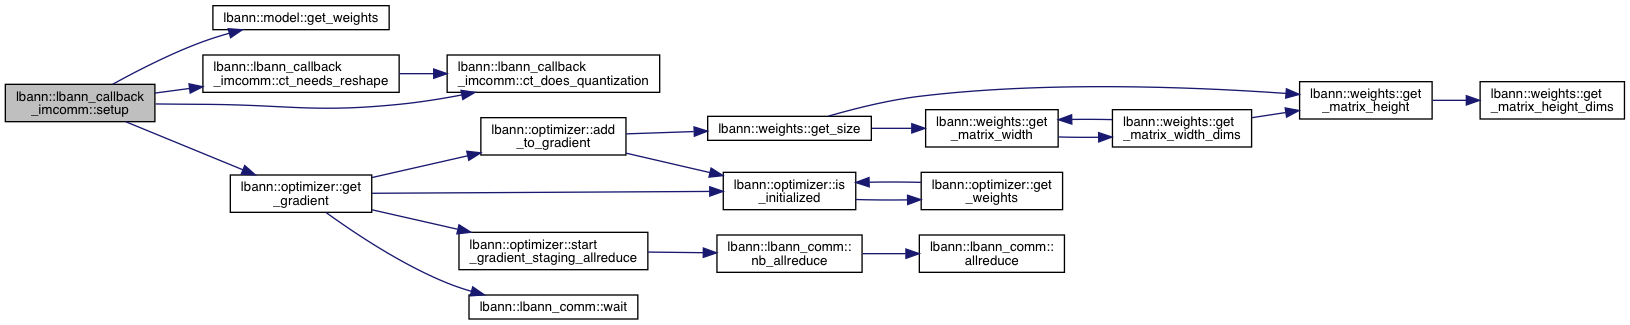 lbann::lbann_callback
_imcomm::setup
lbann::model::get_weights
lbann::lbann_callback
_imcomm::ct_needs_reshape
lbann::lbann_callback
_imcomm::ct_does_quantization
lbann::optimizer::get
_gradient
lbann::optimizer::add
_to_gradient
lbann::weights::get_size
lbann::weights::get
_matrix_width
lbann::weights::get
_matrix_width_dims
lbann::weights::get
_matrix_height
lbann::weights::get
_matrix_height_dims
lbann::optimizer::is
_initialized
lbann::optimizer::get
_weights
lbann::optimizer::start
_gradient_staging_allreduce
lbann::lbann_comm::
nb_allreduce
lbann::lbann_comm::
allreduce
lbann::lbann_comm::wait